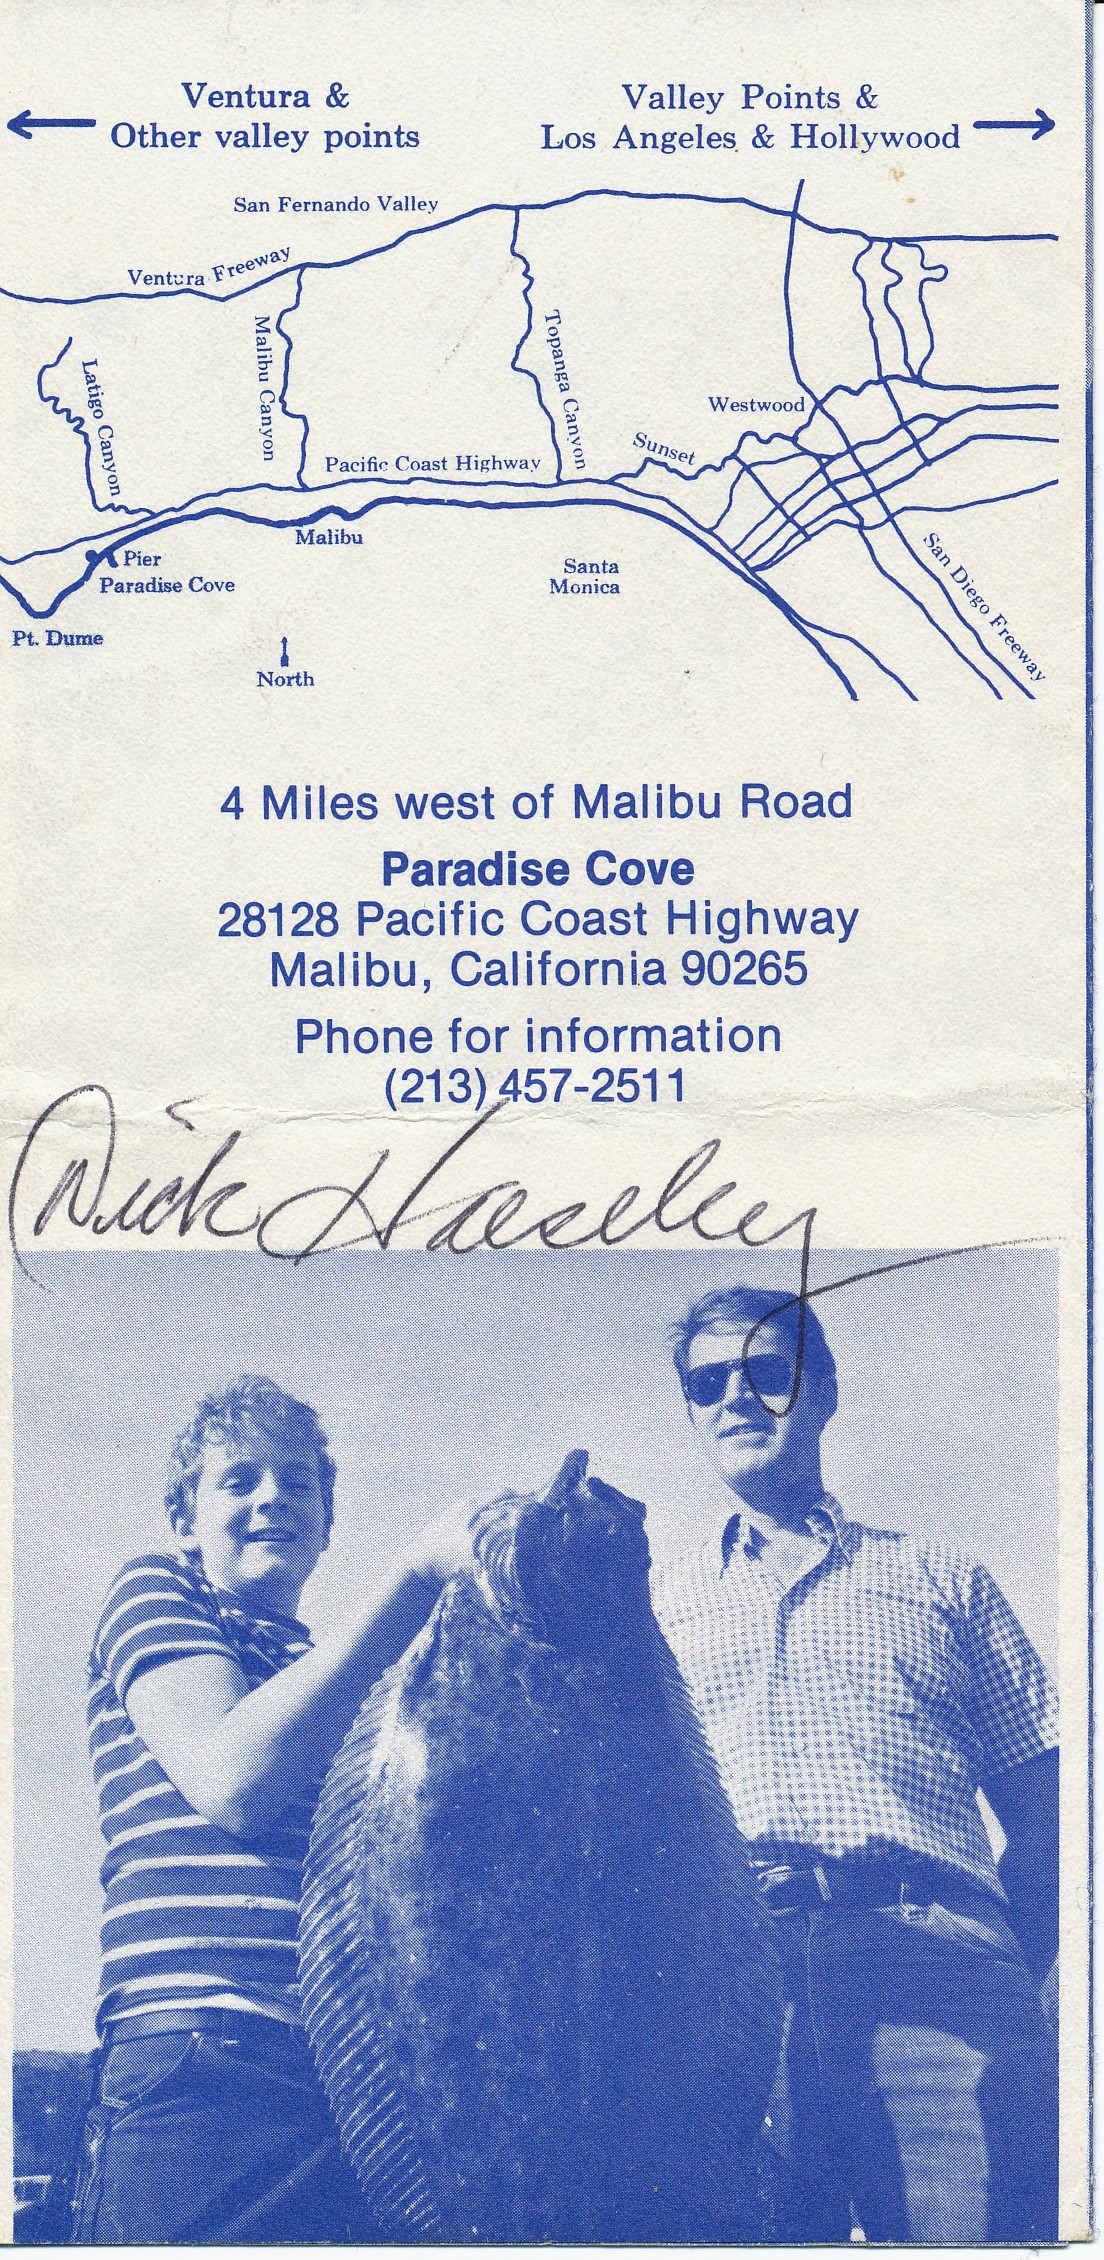 Ventura &
Other valley points
Valley Points &
Los Angeles & Hollywood
San Fernando Valley
Ventura Freeway
Latigo Canyon
Malibu Canyon
Topanga Canyon
Westwood
Sunset
Pacific Coast Highway
San Diego Freeway
Malibu
Pier
Paradise Cove
Santa
Monica
Pt. Dume
North
4 Miles west of Malibu Road
Paradise Cove
28128 Pacific Coast Highway
Malibu, California 90265
Phone for information
(213) 457-2511
Dick Haseley